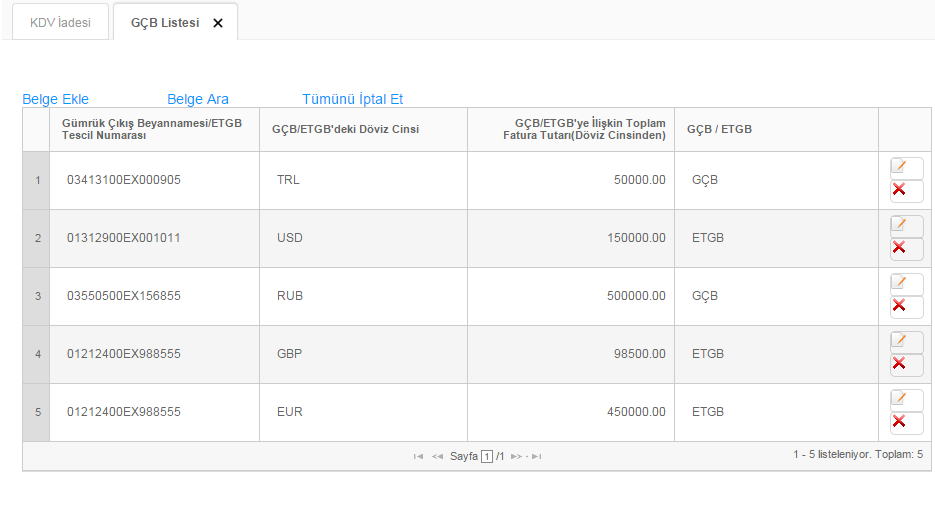 KDV İadesi
GÇB Listesi
Belge Ekle Belge Ara Tümünü İptal Et
Gümrük Çıkış Beyannamesi/ETGB
Tescil Numarası
GÇB/ETGB'deki Döviz Cinsi
GÇB/ETGB'ye İlişkin Toplam
Fatura Tutarı(Döviz Cinsinden)
GÇB / ETGB
1 03413100EX000905 TRL 50000.00 GÇB
2 01312900EX001011 USD 150000.00 ETGB
3 03550500EX156855 RUB 500000.00 GÇB
4 01212400EX988555 GBP 98500.00 ETGB
5 01212400EX988555 EUR 450000.00 ETGB
Sayfa 1 /1
1 - 5 listeleniyor. Toplam: 5